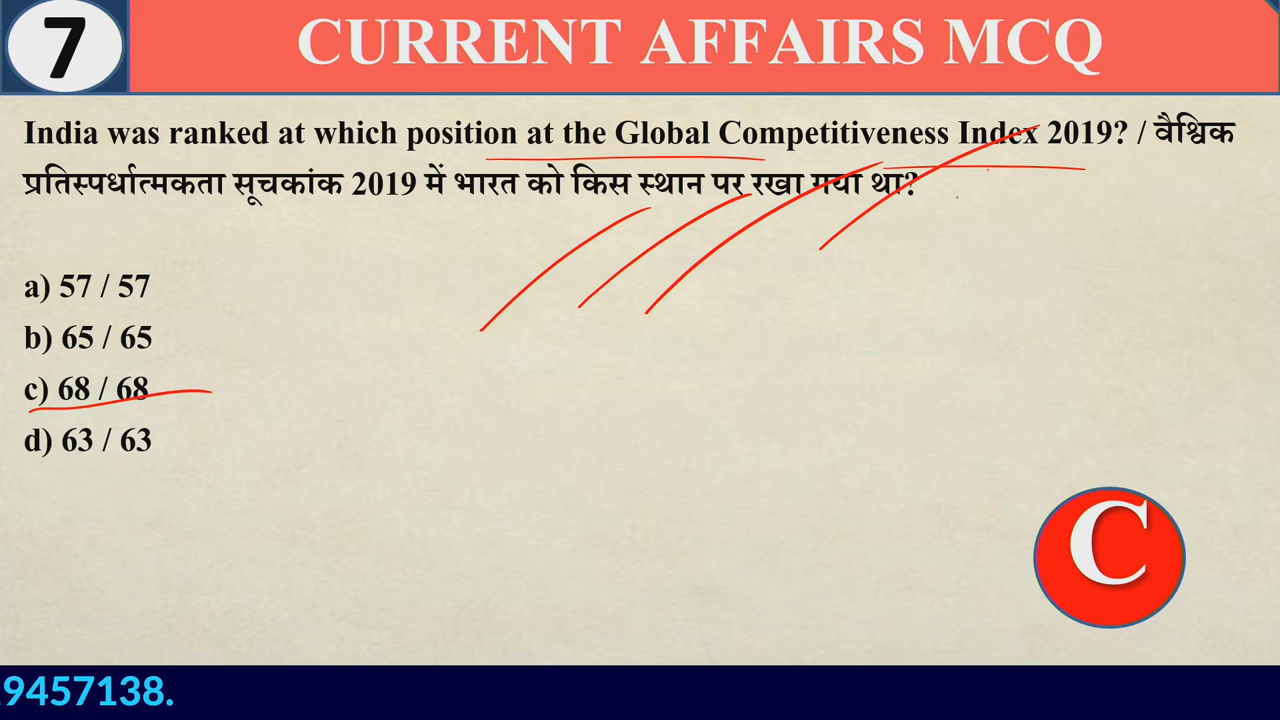 7
CURRENT AFFAIRS MCQ
India was ranked at which position at the Global Competitiveness Index 2019? / वैश्विक
प्रतिस्पर्धात्मकता सूचकांक 2019 में भारत को किस स्थान पर रखा गया था?
a) 57 / 57
b) 65 / 65
c) 68 / 68
d) 63 / 63
C
9457138.